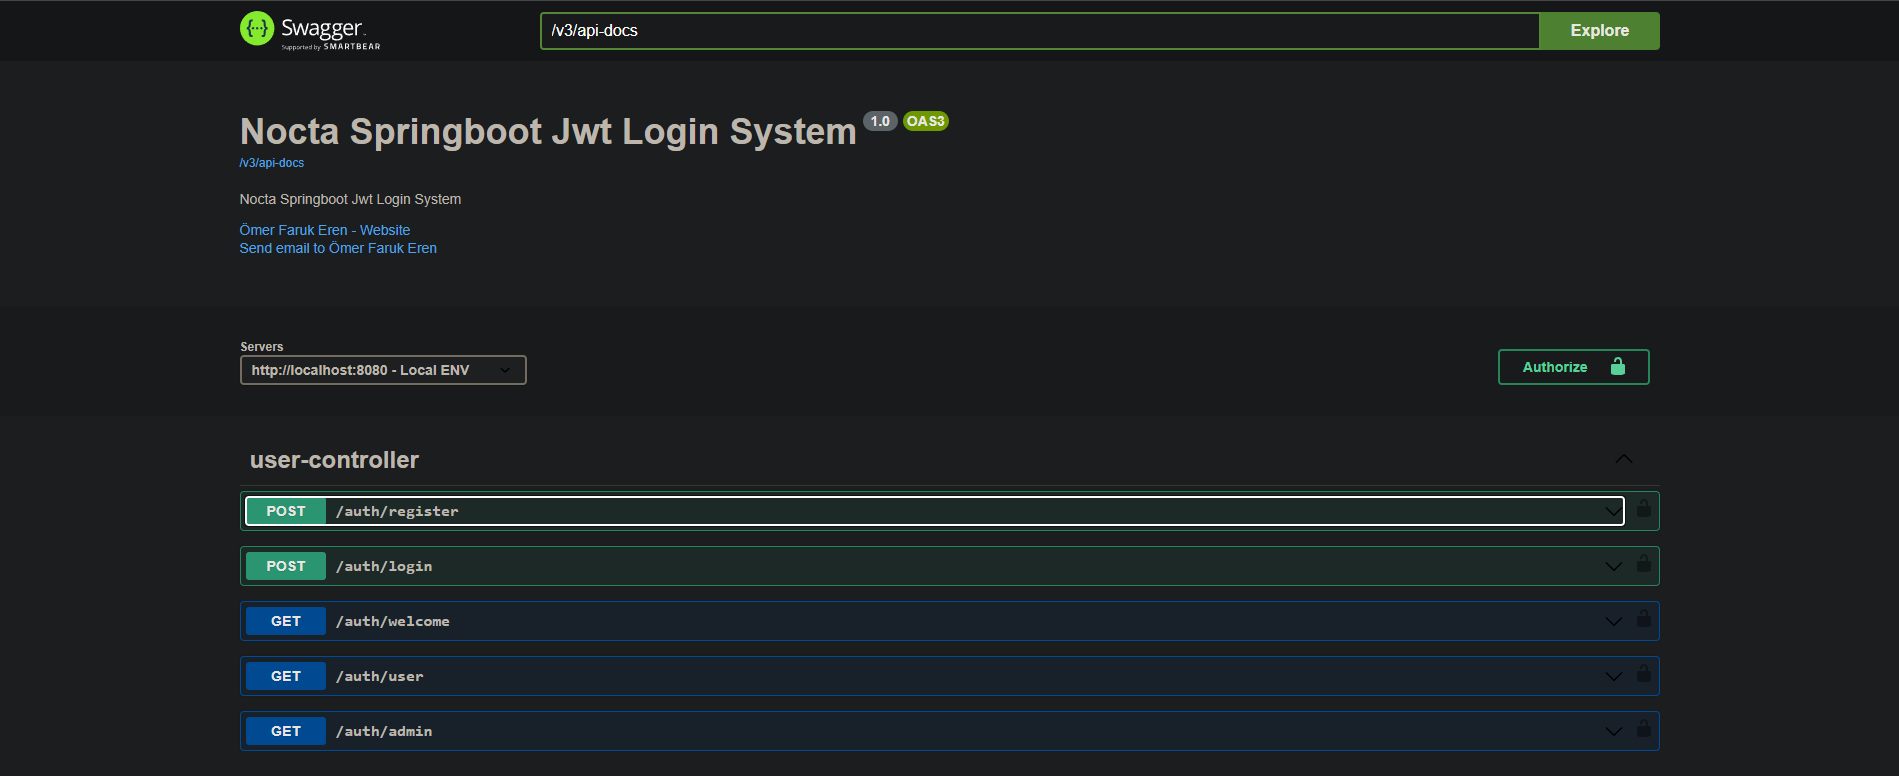 Swagger
Supported by SMARTBEAR
/v3/api-docs
Explore
Nocta Springboot Jwt Login System 1.0 OAS3
/v3/api-docs
Nocta Springboot Jwt Login System
Ömer Faruk Eren - Website
Send email to Ömer Faruk Eren
Servers
http://localhost:8080 - Local ENV
Authorize
user-controller
POST /auth/register
POST /auth/login
GET /auth/welcome
GET /auth/user
GET /auth/admin